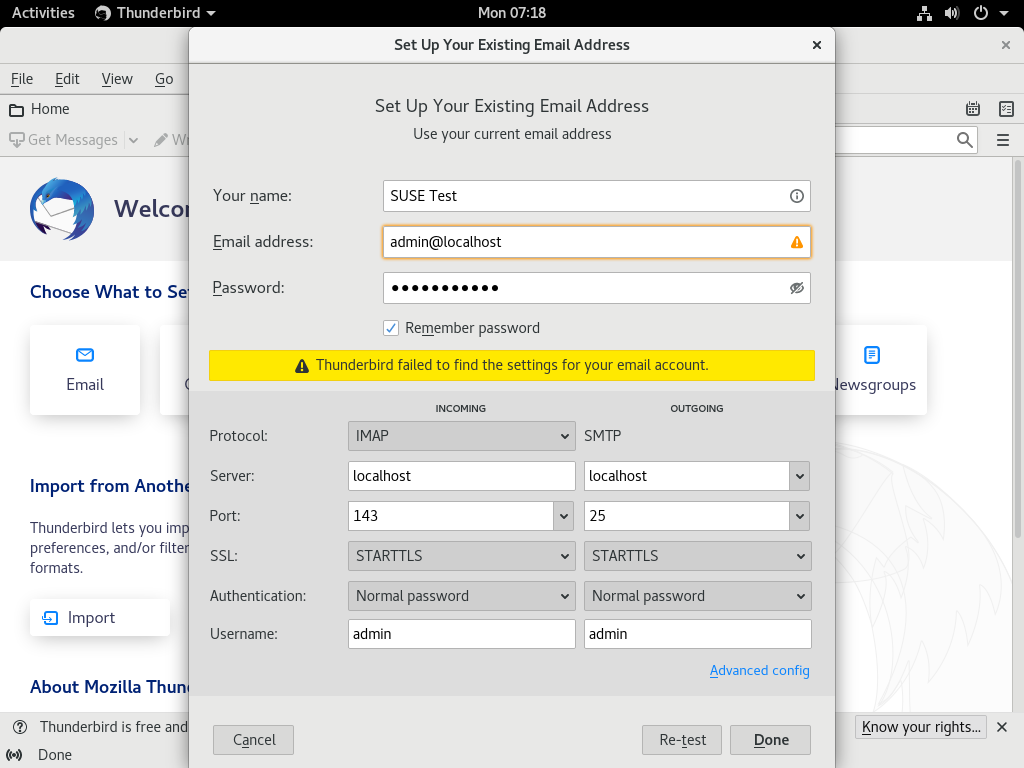 Activities Thunderbird Mon 07:18
Set Up Your Existing Email Address
File Edit View Go
Home
Set Up Your Existing Email Address
Use your current email address
Get Messages
Your name: SUSE Test
Email address: admin@localhost
Password: ●●●●●●●●●●●
Remember password
Choose What to Se
Thunderbird failed to find the settings for your email account.
Email
Newsgroups
INCOMING OUTGOING
Protocol: IMAP SMTP
Server: localhost localhost
Port: 143 25
SSL: STARTTLS STARTTLS
Authentication: Normal password Normal password
Username: admin admin
Advanced config
Import from Anothe
Thunderbird lets you imp
preferences, and/or filter
formats.
Import
About Mozilla Thun
Thunderbird is free and
Know your rights...
Cancel Re-test Done
Done